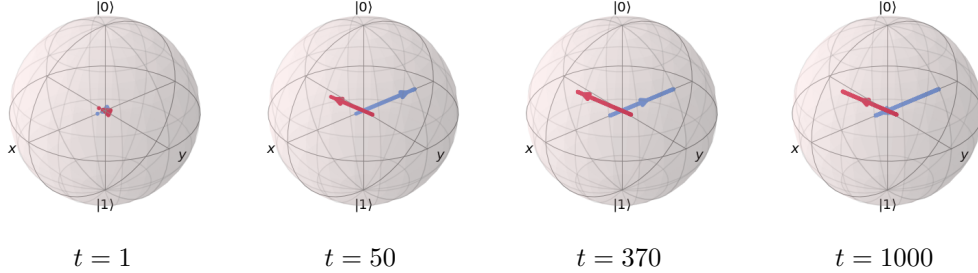 |0⟩ |0⟩ |0⟩ |0⟩
x y x y x y x y
|1⟩ |1⟩ |1⟩ |1⟩
t = 1 t = 50 t = 370 t = 1000